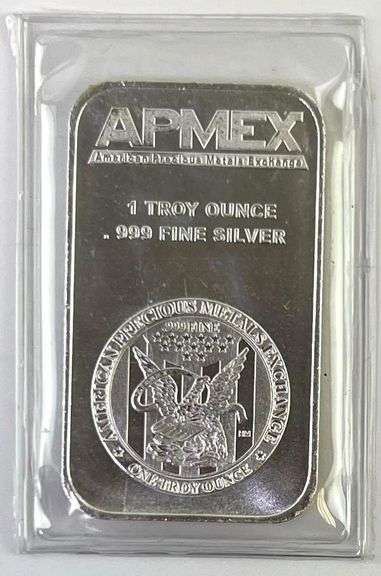 APMEX
American Precious Metals Exchange
1 TROY OUNCE
.999 FINE SILVER
AMERICAN PRECIOUS METALS EXCHANGE
.999 FINE
ONE TROY OUNCE